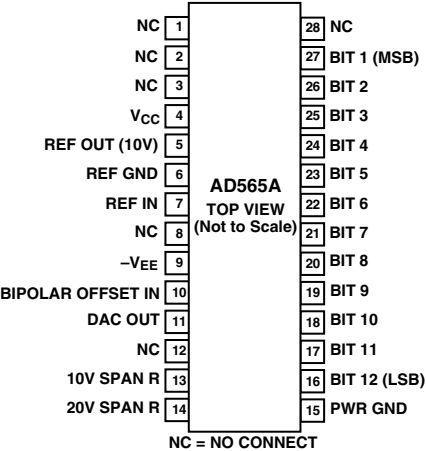 NC 1
NC 2
NC 3
VCC 4
REF OUT (10V) 5
REF GND 6
REF IN 7
NC 8
–VEE 9
BIPOLAR OFFSET IN 10
DAC OUT 11
NC 12
10V SPAN R 13
20V SPAN R 14
AD565A
TOP VIEW
(Not to Scale)
28 NC
27 BIT 1 (MSB)
26 BIT 2
25 BIT 3
24 BIT 4
23 BIT 5
22 BIT 6
21 BIT 7
20 BIT 8
19 BIT 9
18 BIT 10
17 BIT 11
16 BIT 12 (LSB)
15 PWR GND
NC = NO CONNECT